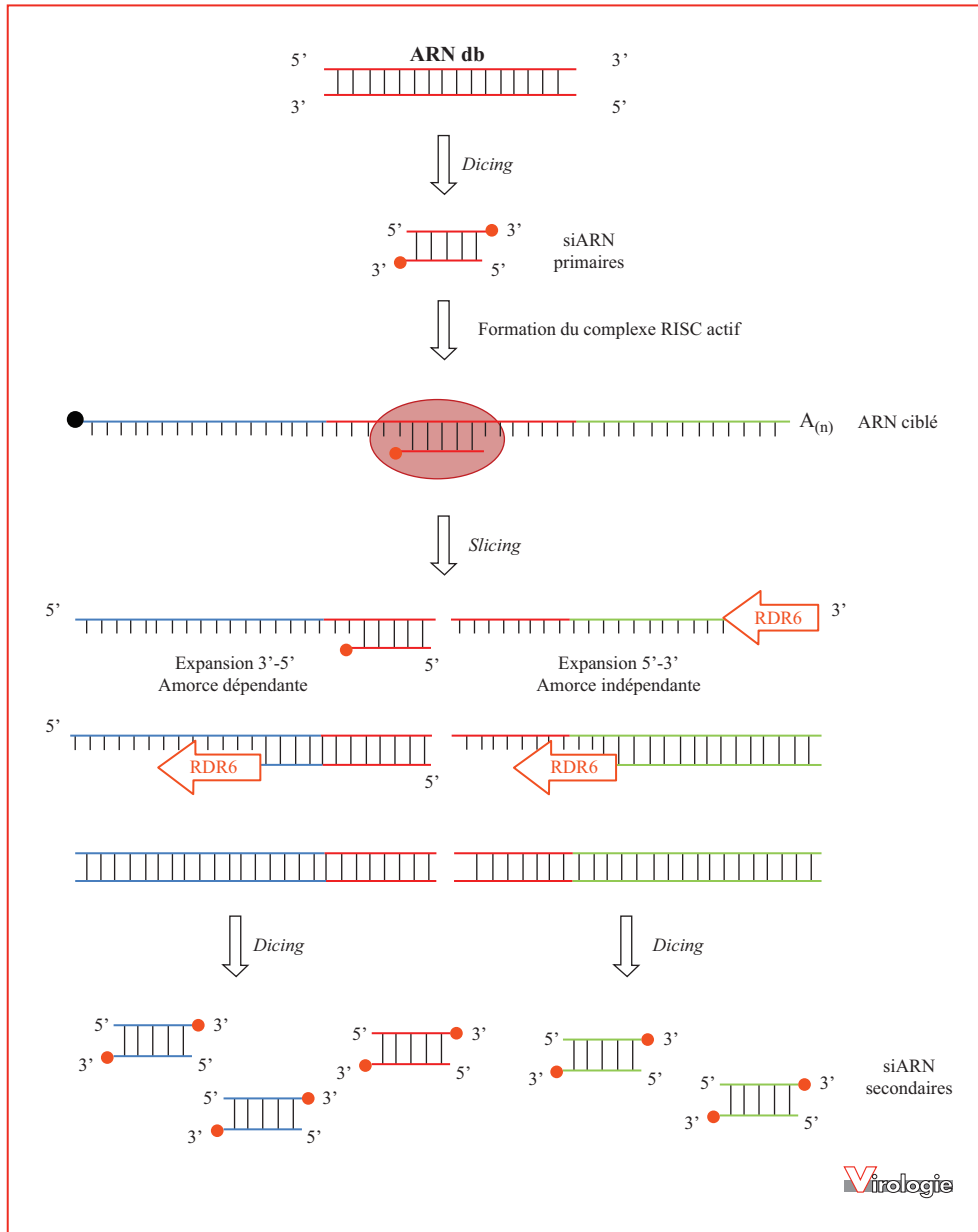 ARN db
5’ 3’
3’ 5’
Dicing
5’ 3’
3’ 5’
siARN
primaires
Formation du complexe RISC actif
A(n) ARN ciblé
Slicing
5’ RDR6 3’
5’
Expansion 3’-5’
Amorce dépendante
Expansion 5’-3’
Amorce indépendante
5’
RDR6 RDR6
5’
Dicing Dicing
5’ 3’
3’ 5’
5’ 3’
3’ 5’
5’ 3’
3’ 5’
5’ 3’
3’ 5’
5’ 3’
3’ 5’
siARN
secondaires
Virologie